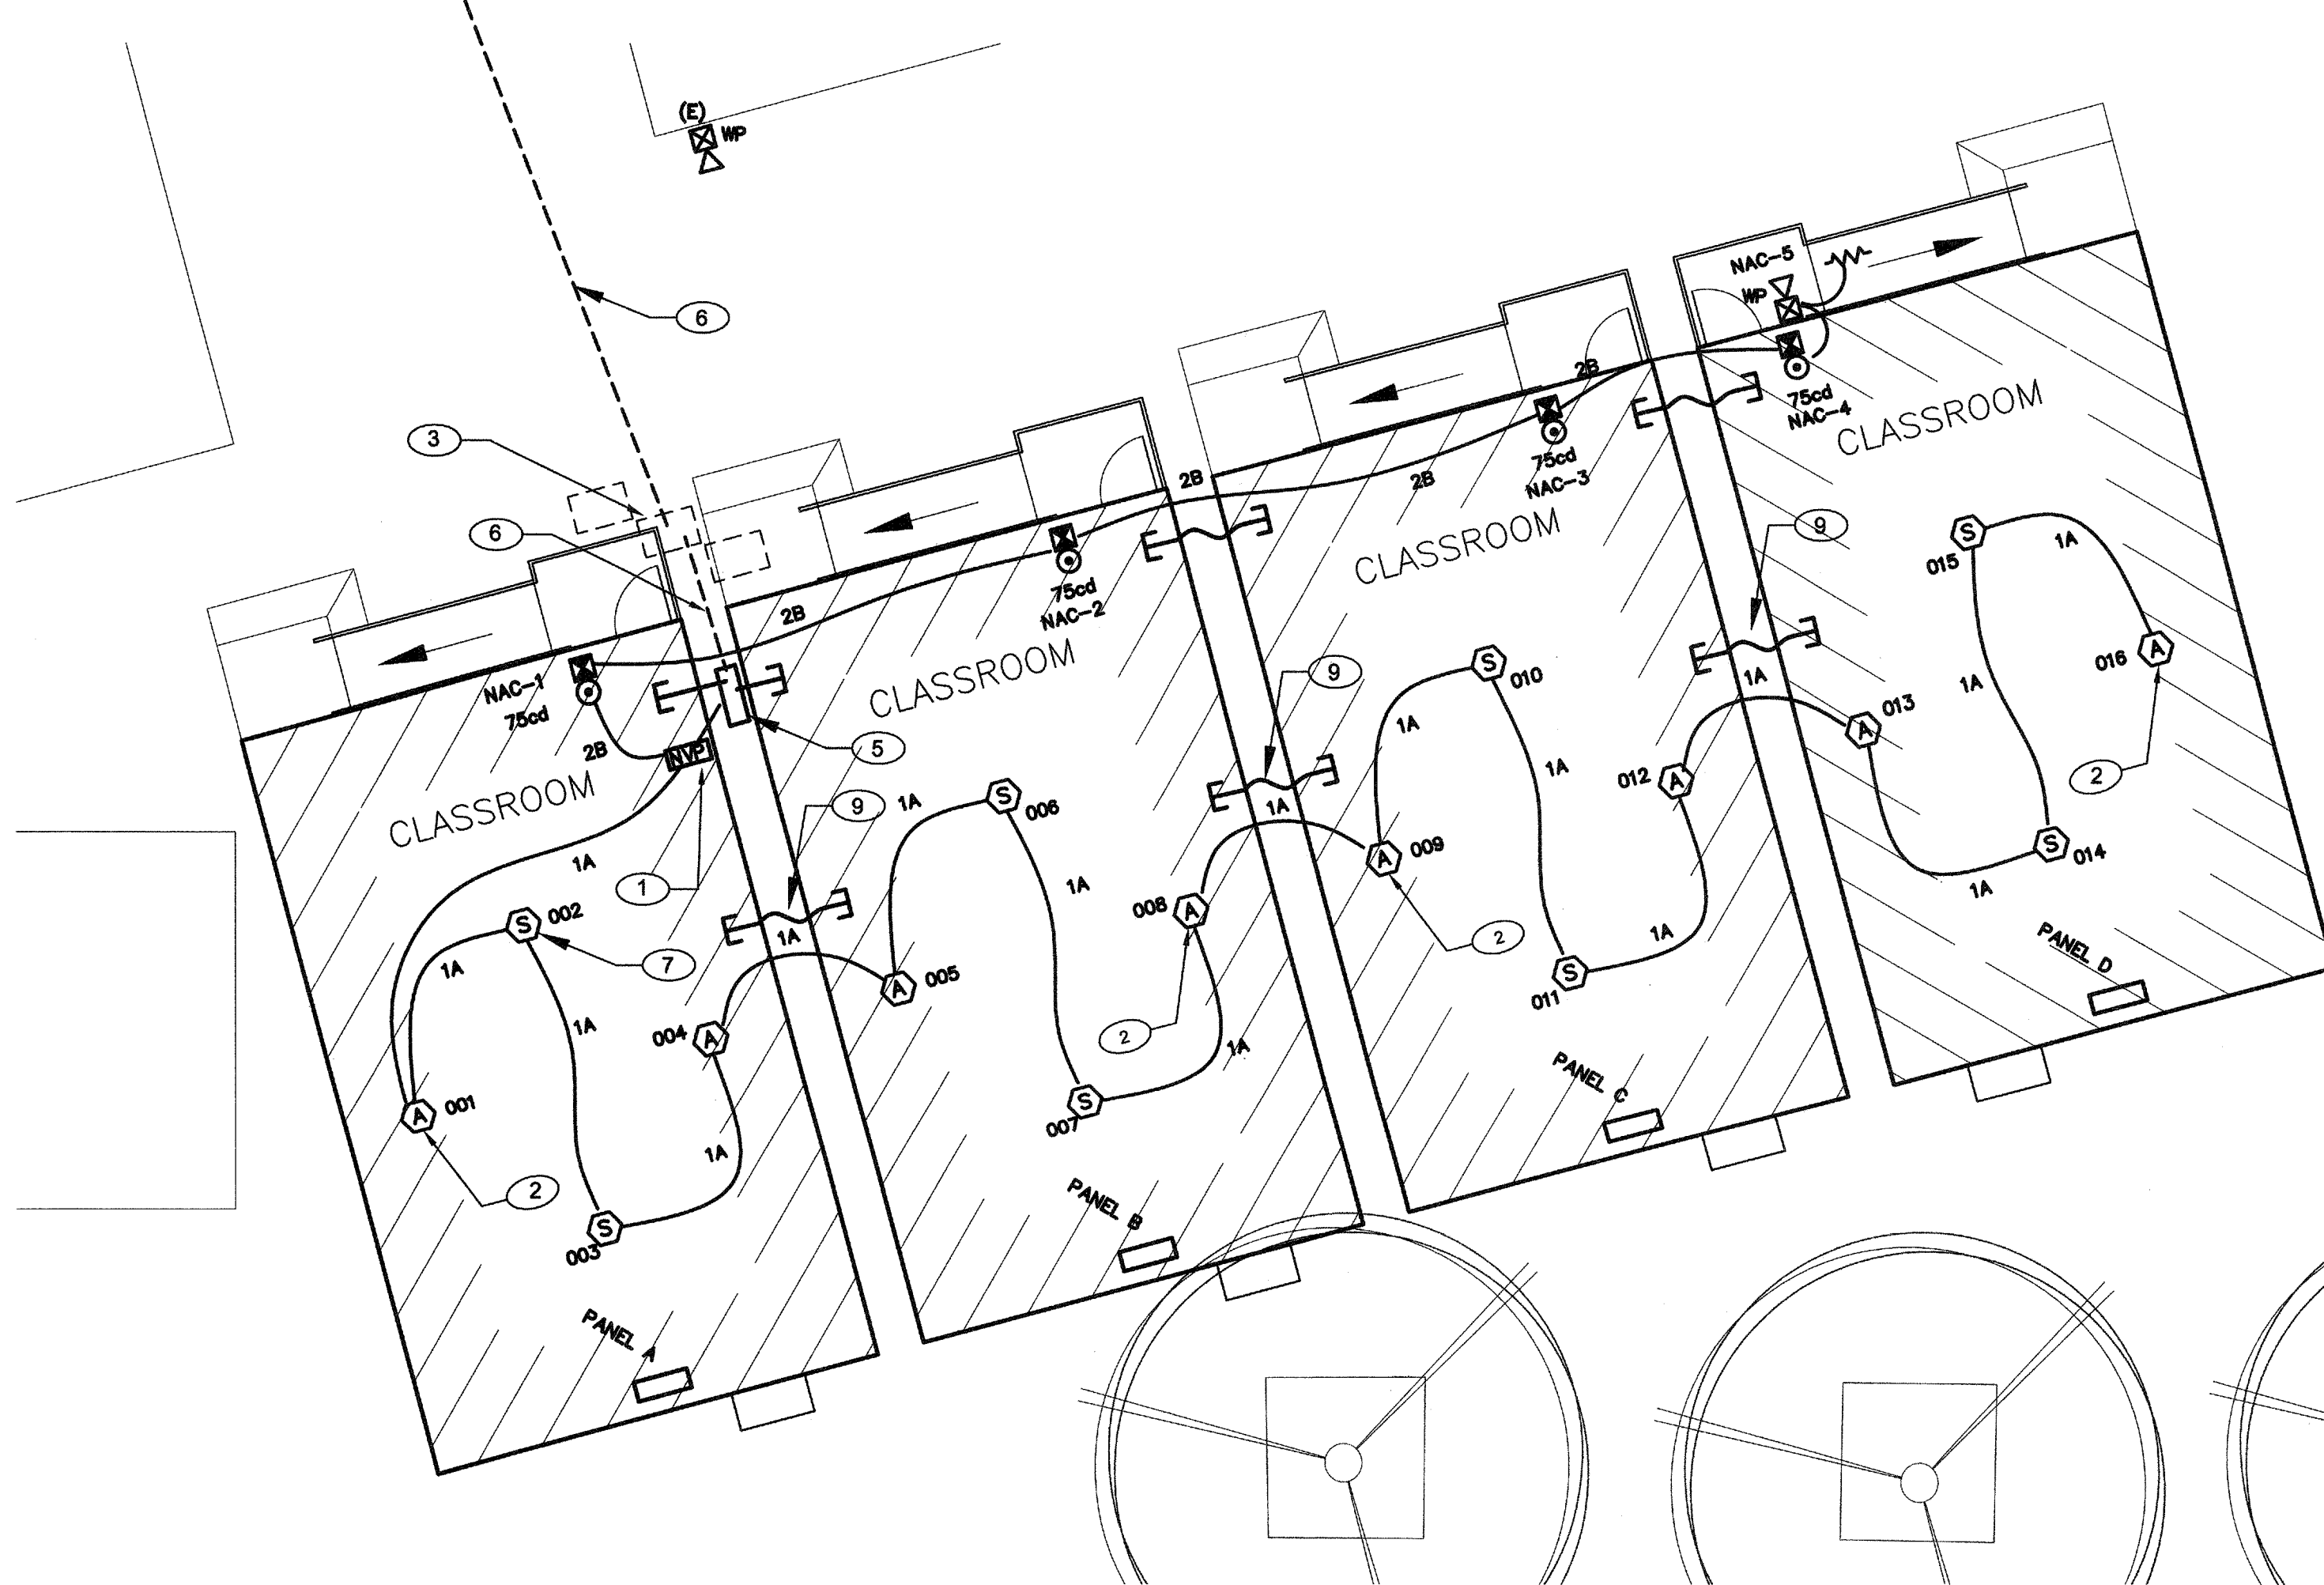 (E)
WP
6
NAC-5
WP
2B
75cd
NAC-4
CLASSROOM
3
75cd
NAC-3
2B
2B
CLASSROOM
6
9
S
015
1A
75cd
NAC-2
2B
CLASSROOM
A
016
NAC-1
75cd
2B
NVP
5
9
S
010
1A
1A
A
013
2
CLASSROOM
1A
1A
012
A
1
9
1A
S
006
1A
S
014
1A
A
009
1A
S
002
7
1A
1A
008
A
2
1A
S
011
PANEL D
1A
A
005
1A
004
A
2
1A
PANEL C
A
001
S
007
2
1A
S
003
PANEL B
PANEL A